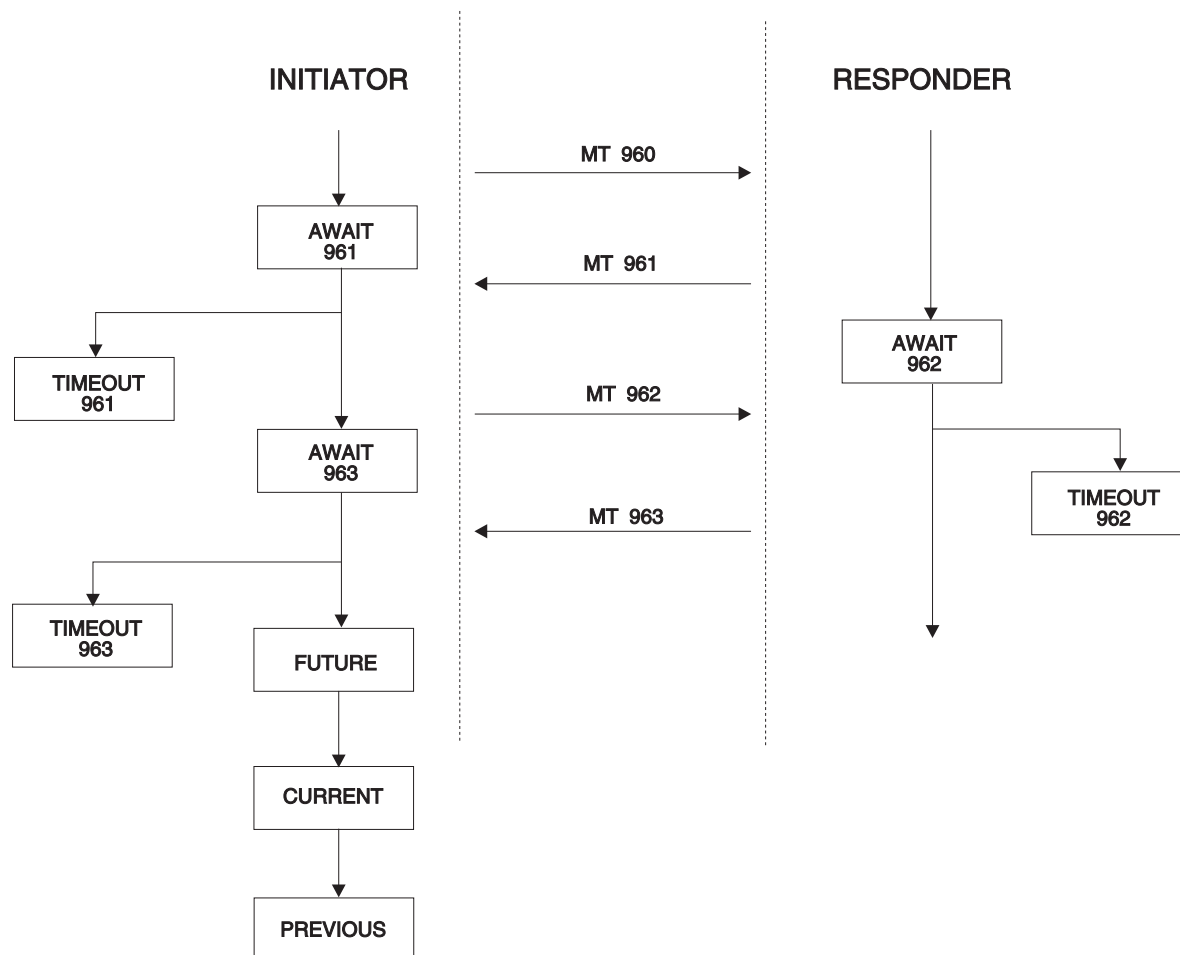 INITIATOR
RESPONDER
MT 960
AWAIT
961
MT 961
AWAIT
962
TIMEOUT
961
MT 962
AWAIT
963
TIMEOUT
962
MT 963
TIMEOUT
963
FUTURE
CURRENT
PREVIOUS